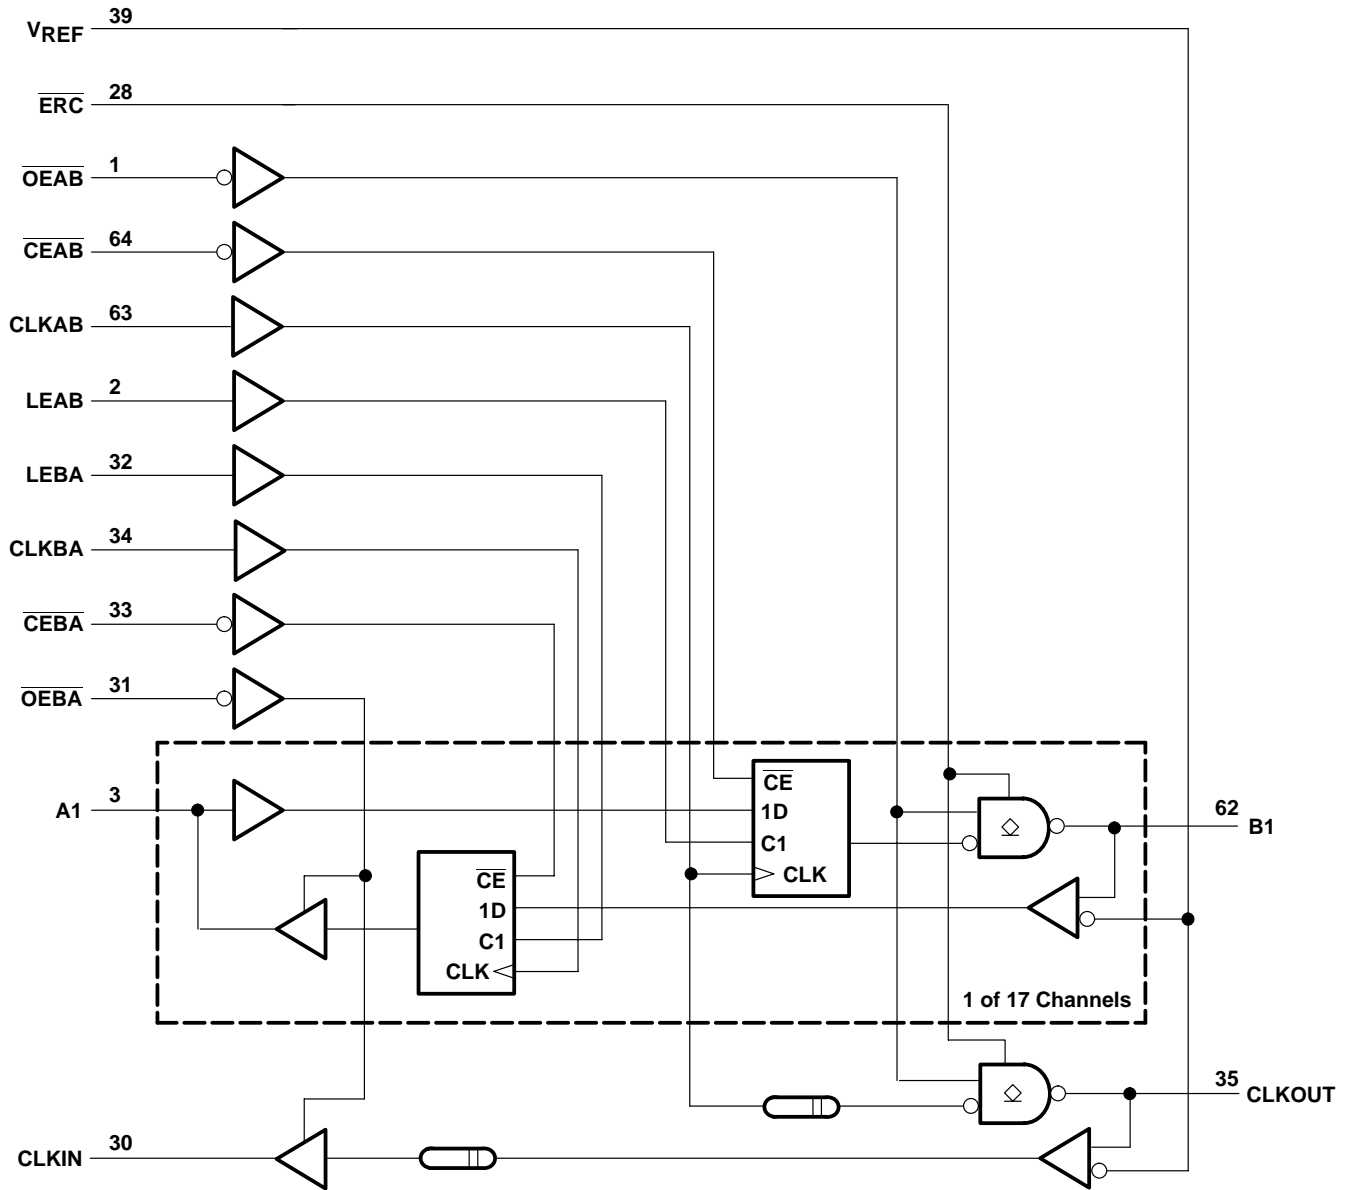 39
VREF
28
ERC
1
OEAB
64
CEAB
63
CLKAB
2
LEAB
32
LEBA
34
CLKBA
33
CEBA
31
OEBA
3
A1
CE
1D
C1
CLK
62
B1
CE
1D
C1
CLK
1 of 17 Channels
35
CLKOUT
30
CLKIN